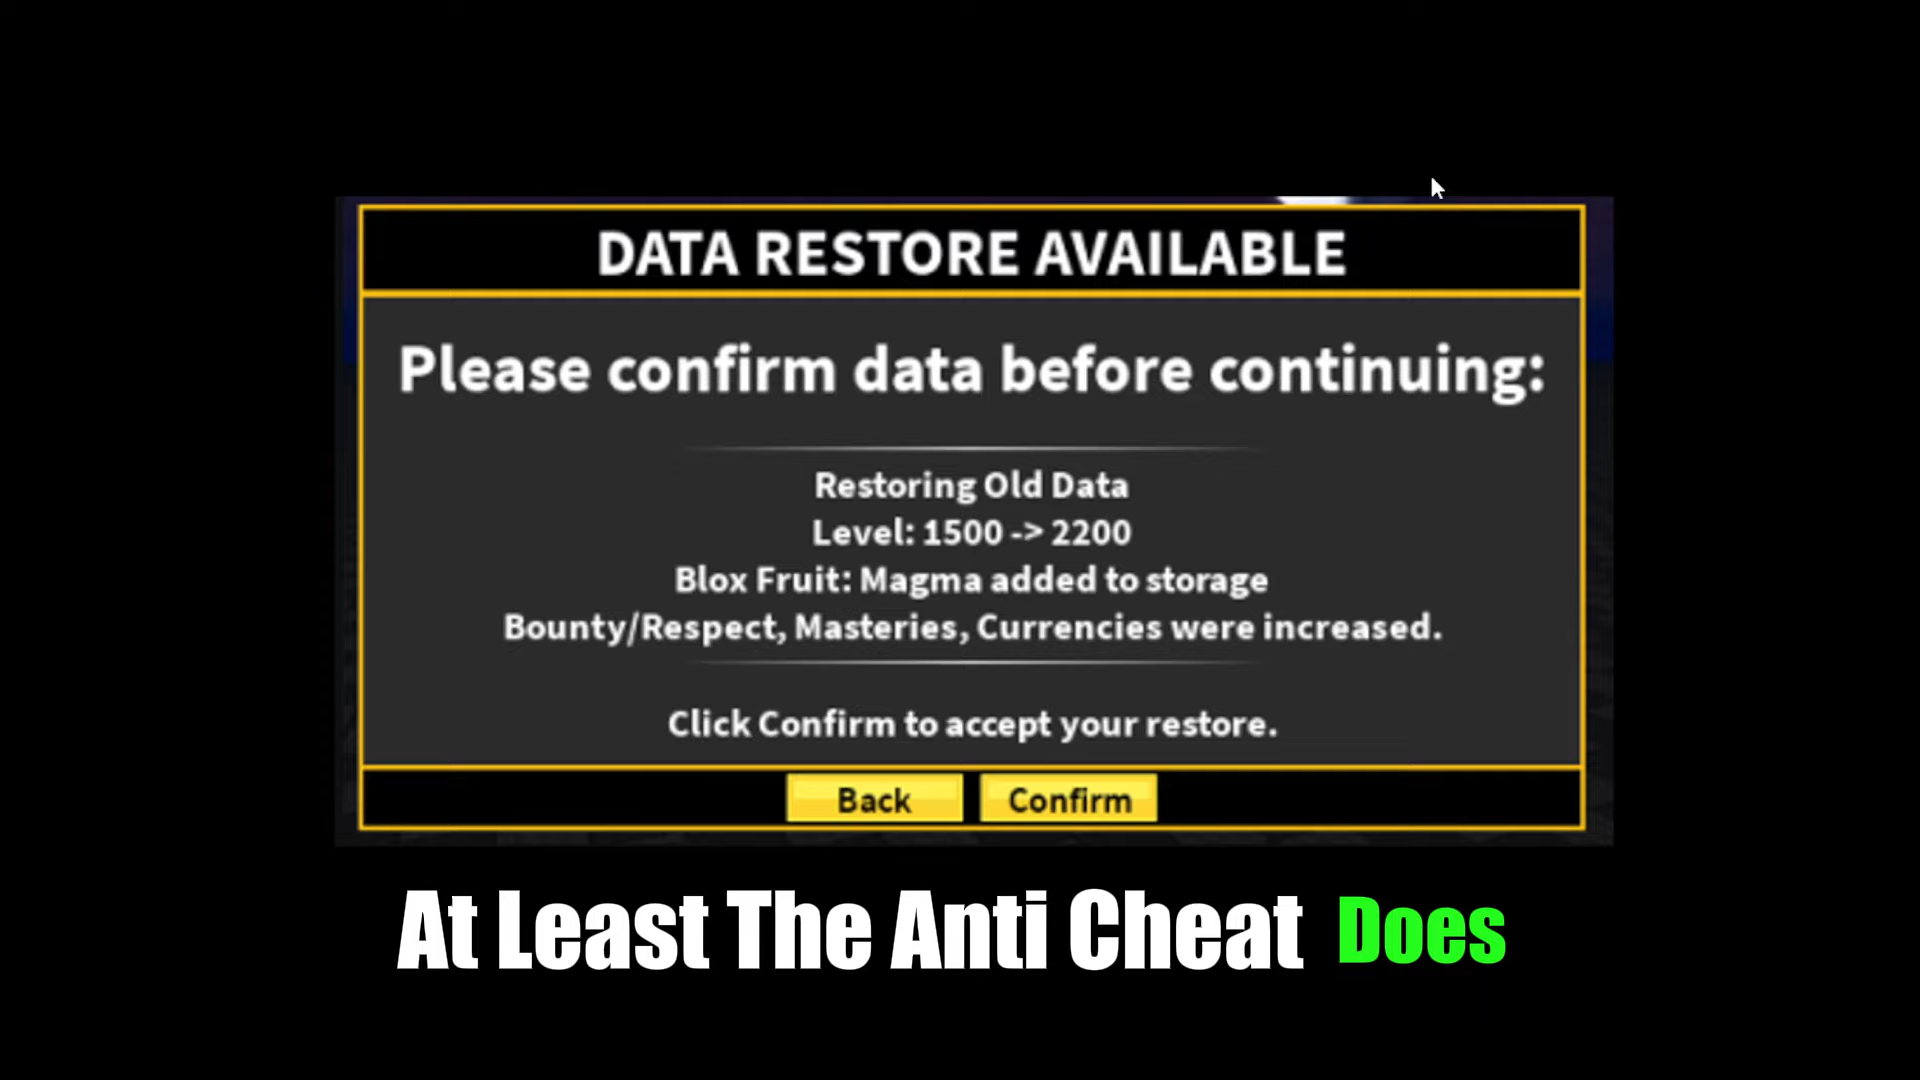 DATA RESTORE AVAILABLE
Please confirm data before continuing:
Restoring Old Data
Level: 1500 -> 2200
Blox Fruit: Magma added to storage
Bounty/Respect, Masteries, Currencies were increased.
Click Confirm to accept your restore.
Back Confirm
At Least The Anti Cheat Does